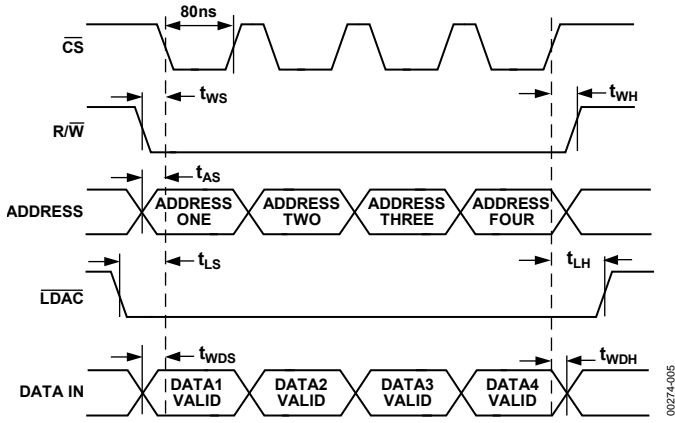 80ns
CS
tWS
tWH
R/W
tAS
ADDRESS
ADDRESS ONE
ADDRESS TWO
ADDRESS THREE
ADDRESS FOUR
tLS
tLH
LDAC
tWDS
tWDH
DATA IN
DATA1 VALID
DATA2 VALID
DATA3 VALID
DATA4 VALID
00274-005